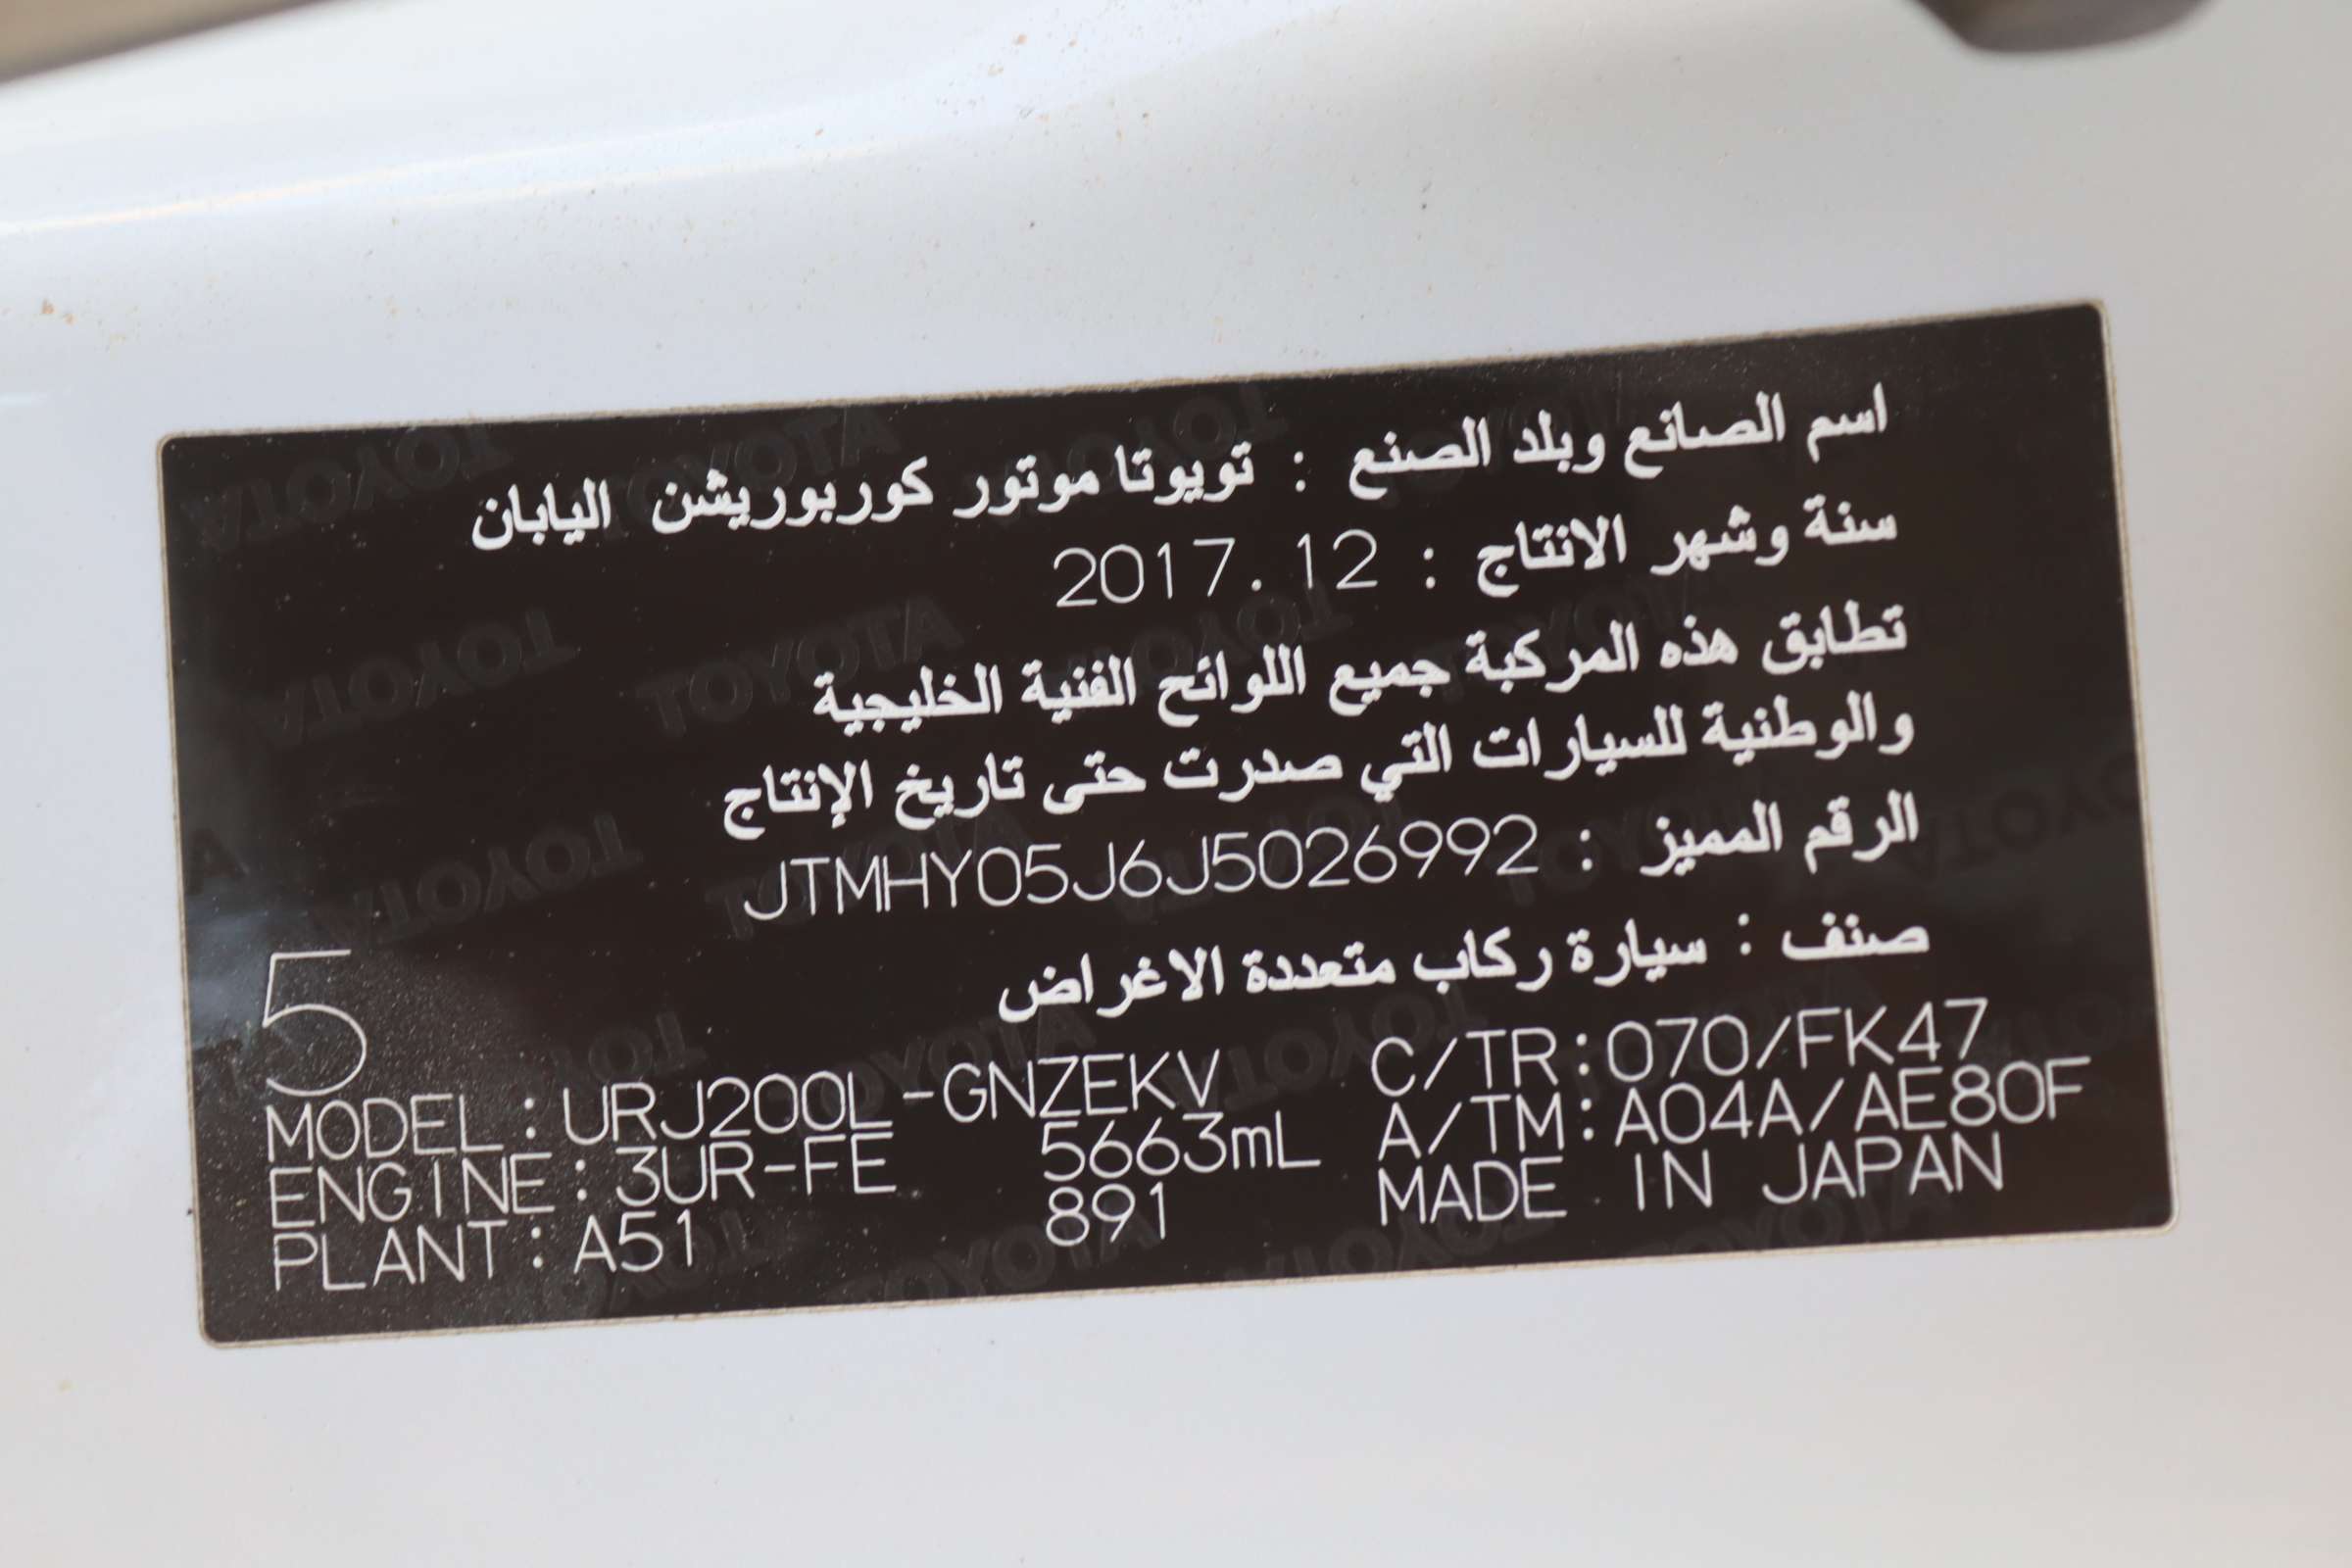 اسم الصانع وبلد الصنع : تويوتا موتور كوربوريشن اليابان
سنة وشهر الانتاج : 2017.12
تطابق هذه المركبة جميع اللوائح الفنية الخليجية
والوطنية للسيارات التي صدرت حتى تاريخ الإنتاج
الرقم المميز : JTMHY05J6J5026992
صنف : سيارة ركاب متعددة الاغراض
5
MODEL:URJ200L-GNZEKV C/TR:070/FK47
ENGINE:3UR-FE 5663mL A/TM:A04A/AE80F
PLANT:A51 891 MADE IN JAPAN